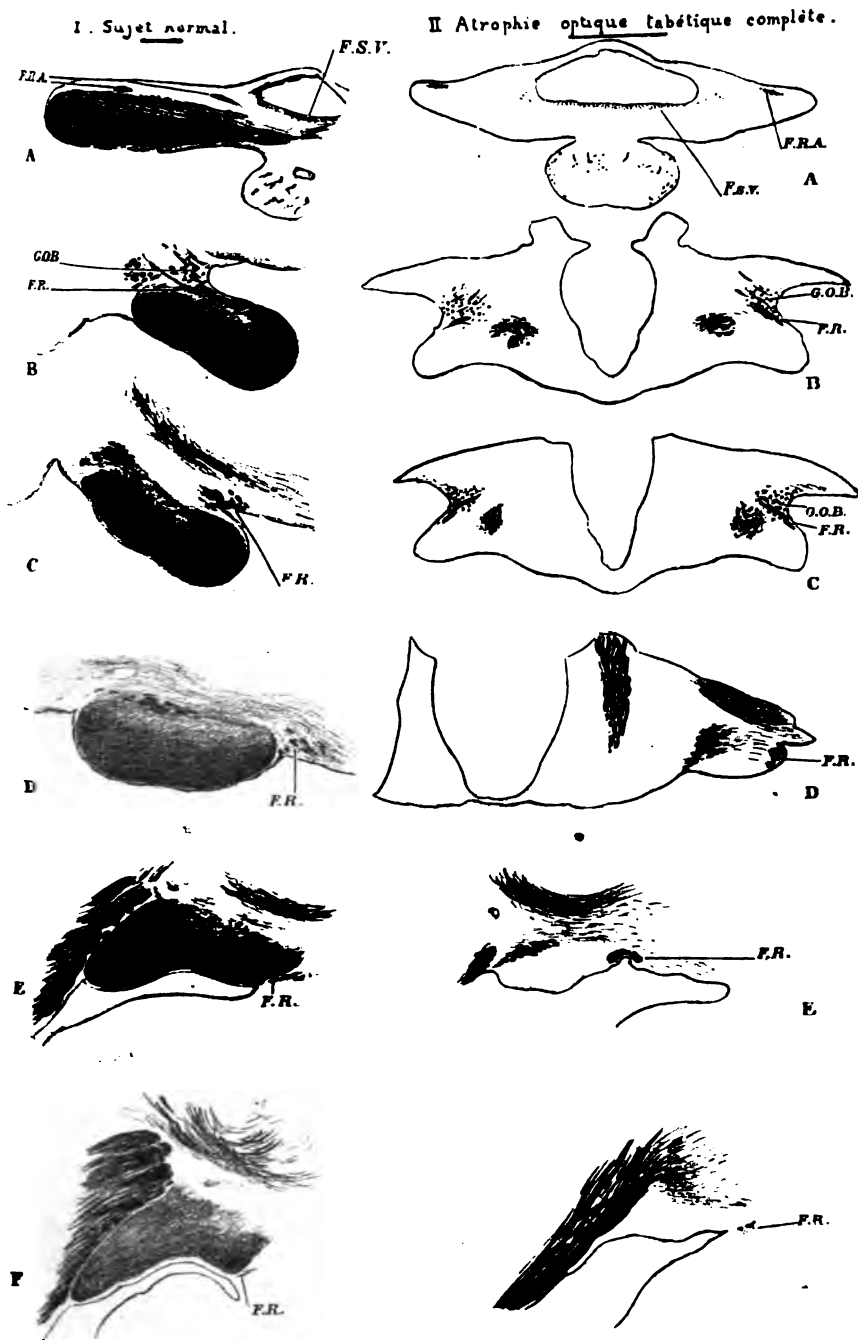 I. Sujet normal.
II Atrophie optique tabétique complète.
F.S.V.
F.R.A.
A
F.R.A.
F.s.v.
A
G.O.B
F.R.
B
G.O.B.
F.R.
B
C
F.R.
G.O.B.
F.R.
C
D
F.R.
F.R.
D
E
F.R.
F.R.
E
F
F.R.
F.R.